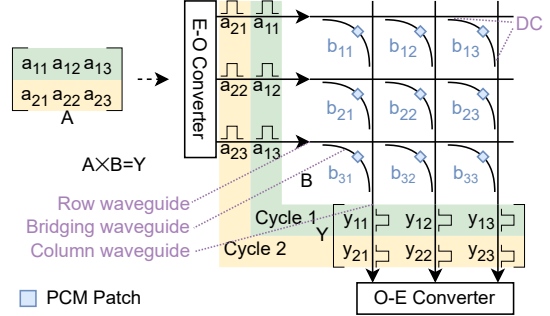 a₁₁ a₁₂ a₁₃
a₂₁ a₂₂ a₂₃
A
A×B=Y
E-O Converter
a₂₁ a₁₁
a₂₂ a₁₂
a₂₃ a₁₃
b₁₁ b₁₂ b₁₃
b₂₁ b₂₂ b₂₃
b₃₁ b₃₂ b₃₃
B
DC
Row waveguide
Bridging waveguide
Column waveguide
Cycle 1
Cycle 2
Y
y₁₁ y₁₂ y₁₃
y₂₁ y₂₂ y₂₃
PCM Patch
O-E Converter